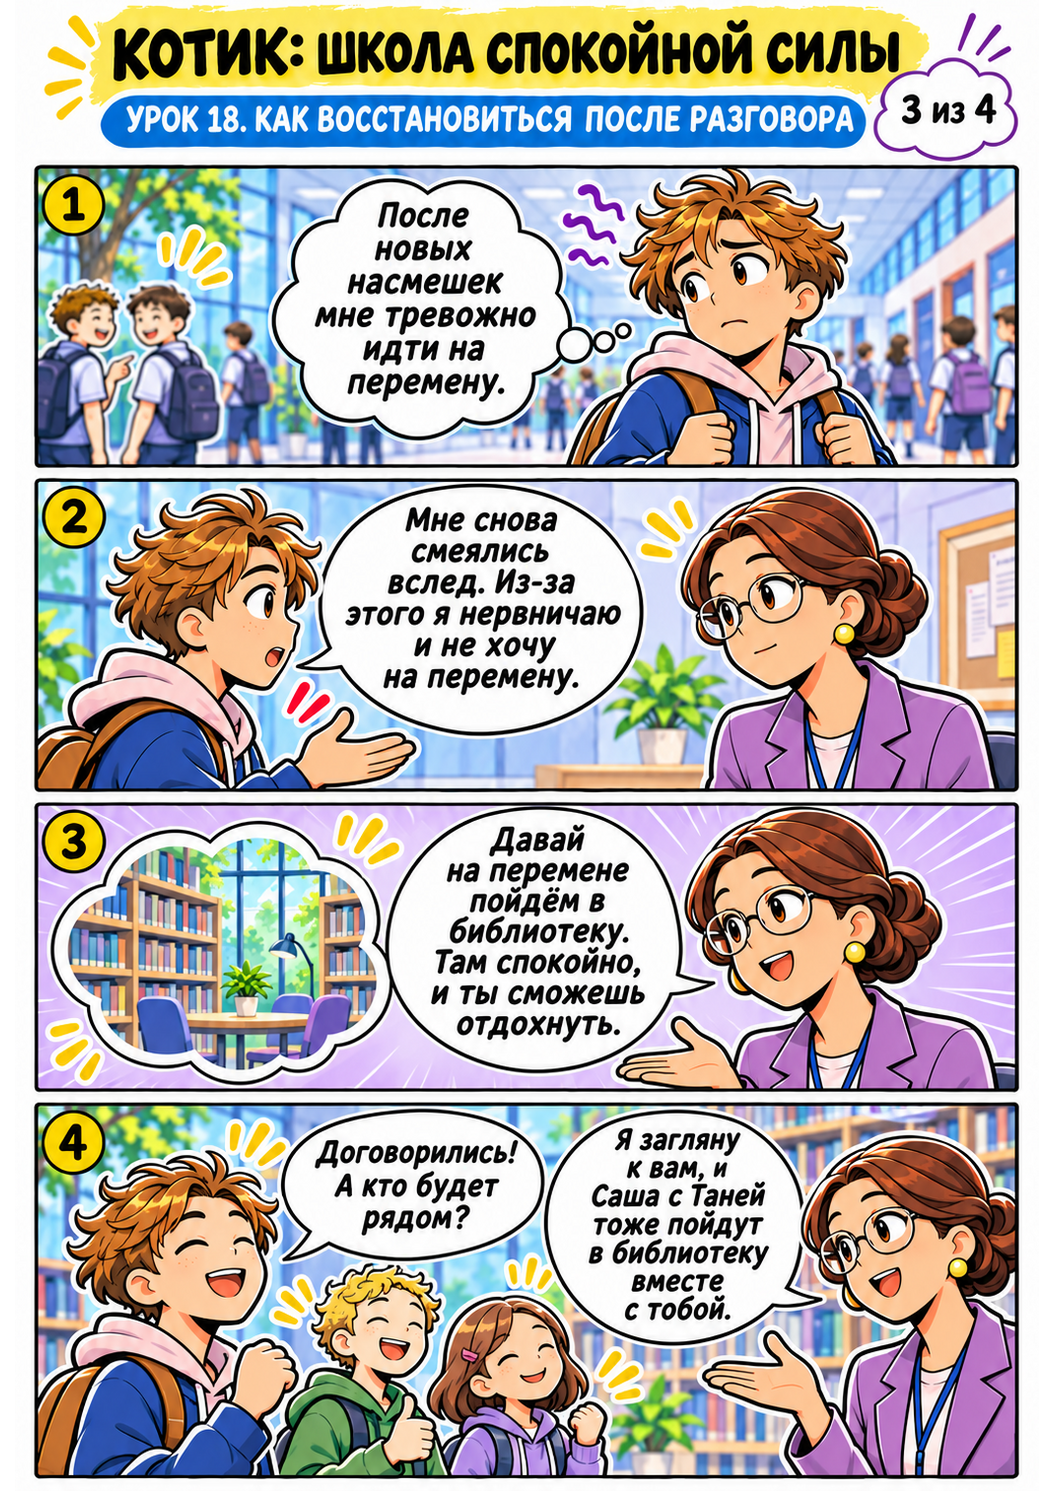 КОТИК: ШКОЛА СПОКОЙНОЙ СИЛЫ
УРОК 18. КАК ВОССТАНОВИТЬСЯ ПОСЛЕ РАЗГОВОРА
3 из 4
1
После
новых
насмешек
мне тревожно
идти на
перемену.
2
Мне снова
смеялись
вслед. Из-за
этого я нервничаю
и не хочу
на перемену.
3
Давай
на перемене
пойдём в
библиотеку.
Там спокойно,
и ты сможешь
отдохнуть.
4
Договорились!
А кто будет
рядом?
Я загляну
к вам, и
Саша с Таней
тоже пойдут
в библиотеку
вместе
с тобой.